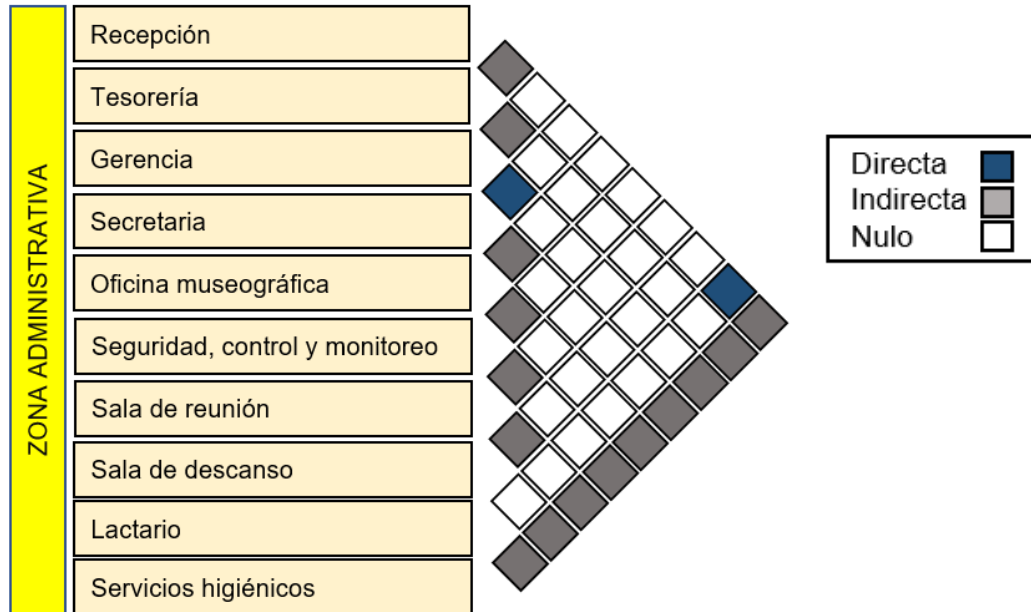 ZONA ADMINISTRATIVA
Recepción
Tesorería
Gerencia
Secretaria
Oficina museográfica
Seguridad, control y monitoreo
Sala de reunión
Sala de descanso
Lactario
Servicios higiénicos
Directa
Indirecta
Nulo